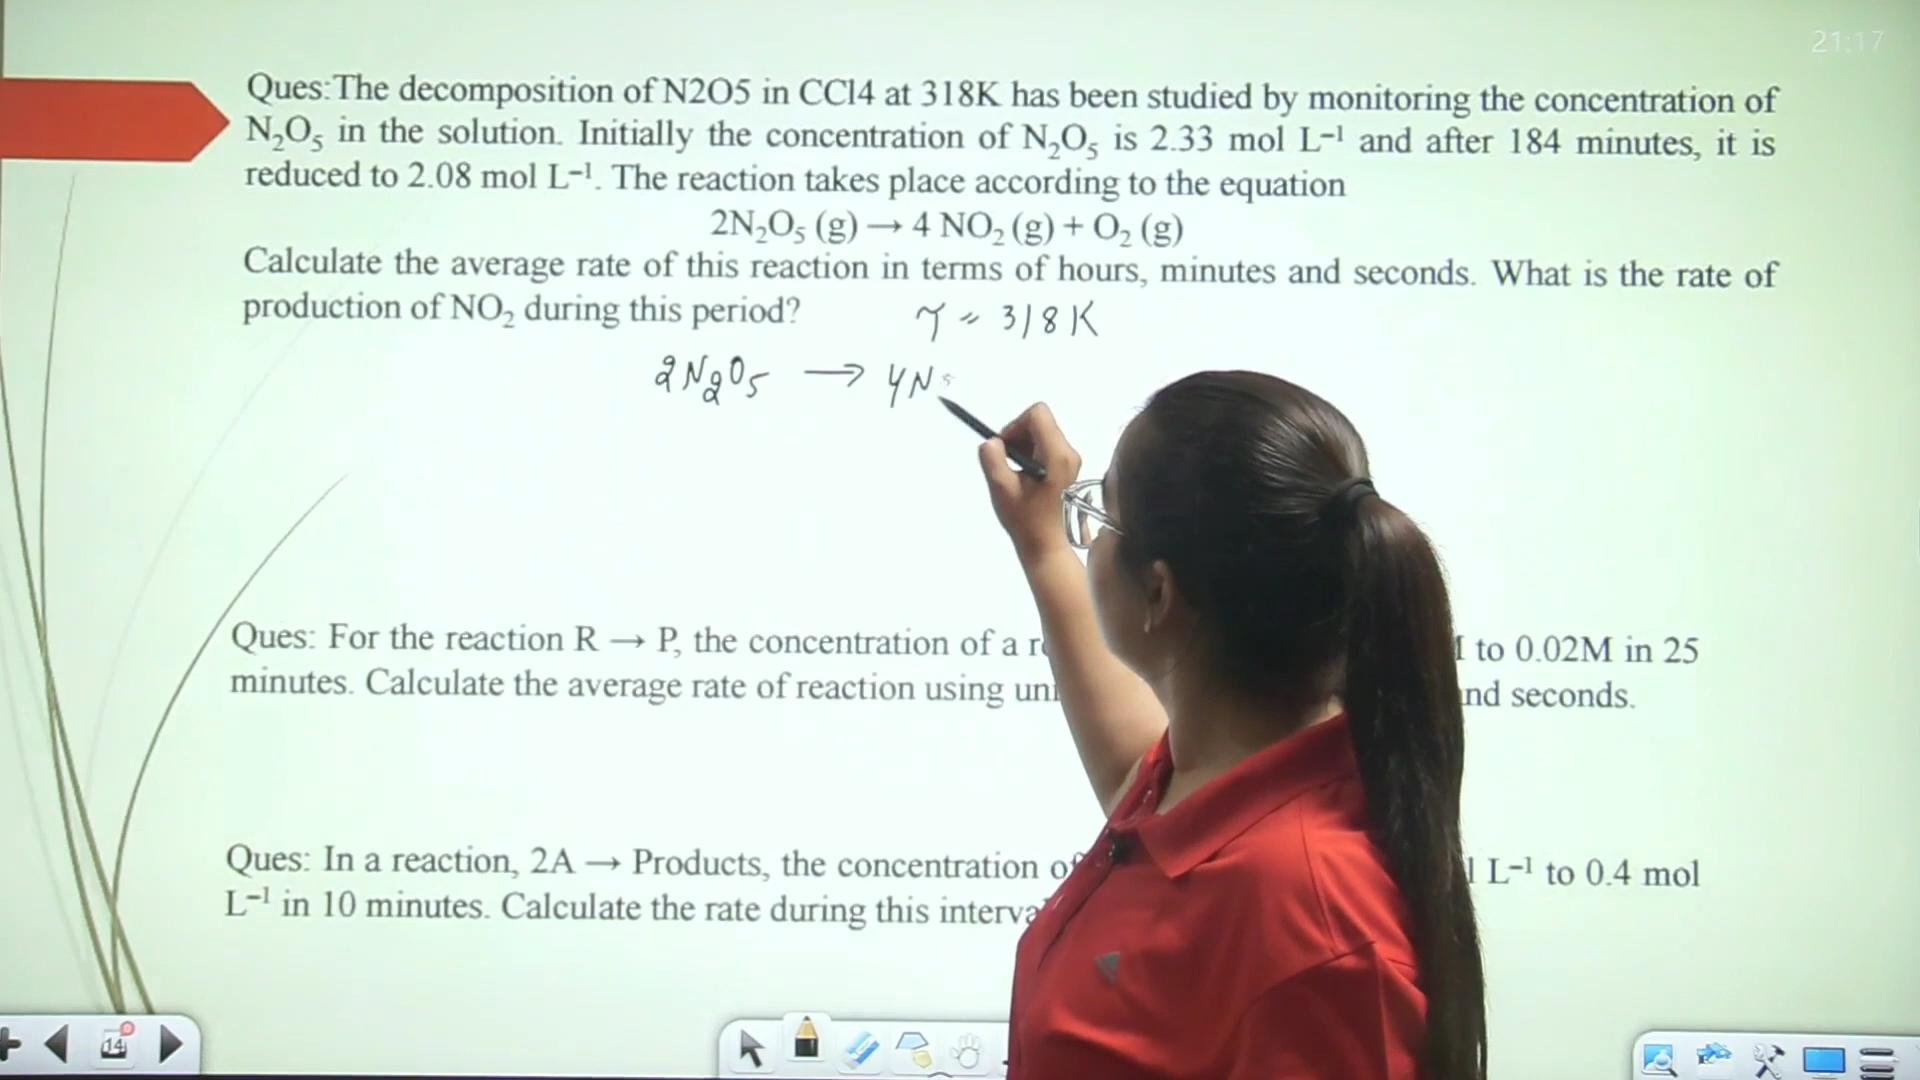 21:17
Ques:The decomposition of N2O5 in CCl4 at 318K has been studied by monitoring the concentration of
N₂O₅ in the solution. Initially the concentration of N₂O₅ is 2.33 mol L⁻¹ and after 184 minutes, it is
reduced to 2.08 mol L⁻¹. The reaction takes place according to the equation
2N₂O₅ (g) → 4 NO₂ (g) + O₂ (g)
Calculate the average rate of this reaction in terms of hours, minutes and seconds. What is the rate of
production of NO₂ during this period?
T = 318 K
2N₂O₅ → 4N
Ques: For the reaction R → P, the concentration of a to 0.02M in 25
minutes. Calculate the average rate of reaction using seconds.
Ques: In a reaction, 2A → Products, the concentration L⁻¹ to 0.4 mol
L⁻¹ in 10 minutes. Calculate the rate during this
14